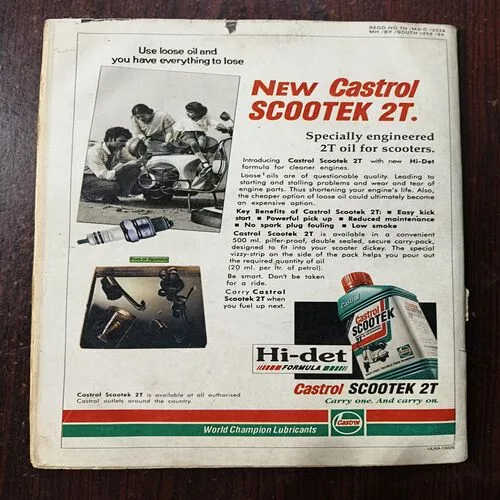 REGD.NO.TN /MS-C /2236
MH /BY /SOUTH /459 /94
Use loose oil and
you have everything to lose
NEW Castrol
SCOOTEK 2T.
Specially engineered
2T oil for scooters.
Introducing Castrol Scootek 2T with new Hi-Det
formula for cleaner engines.
Loose oils are of questionable quality. Leading to
starting and stalling problems and wear and tear of
engine parts. Thus shortening your engine's life. Also,
the cheaper option of loose oil could ultimately become
an expensive option.
Key Benefits of Castrol Scootek 2T: ■ Easy kick
start ■ Powerful pick up ■ Reduced maintenance
■ No spark plug fouling ■ Low smoke
Castrol Scootek 2T is available in a convenient
500 ml. pilfer-proof, double sealed, secure carry-pack,
designed to fit into your scooter dickey. The special
vizzy-strip on the side of the pack helps you pour out
the required quantity of oil
(20 ml. per ltr. of petrol).
Be smart. Don't be taken
for a ride.
Carry Castrol
Scootek 2T when
you fuel up next.
Castrol
Castrol
SCOOTEK
Castrol
Hi-det
FORMULA
Castrol SCOOTEK 2T
Carry one. And carry on.
Castrol Scootek 2T is available at all authorised
Castrol outlets around the country.
World Champion Lubricants
Castrol